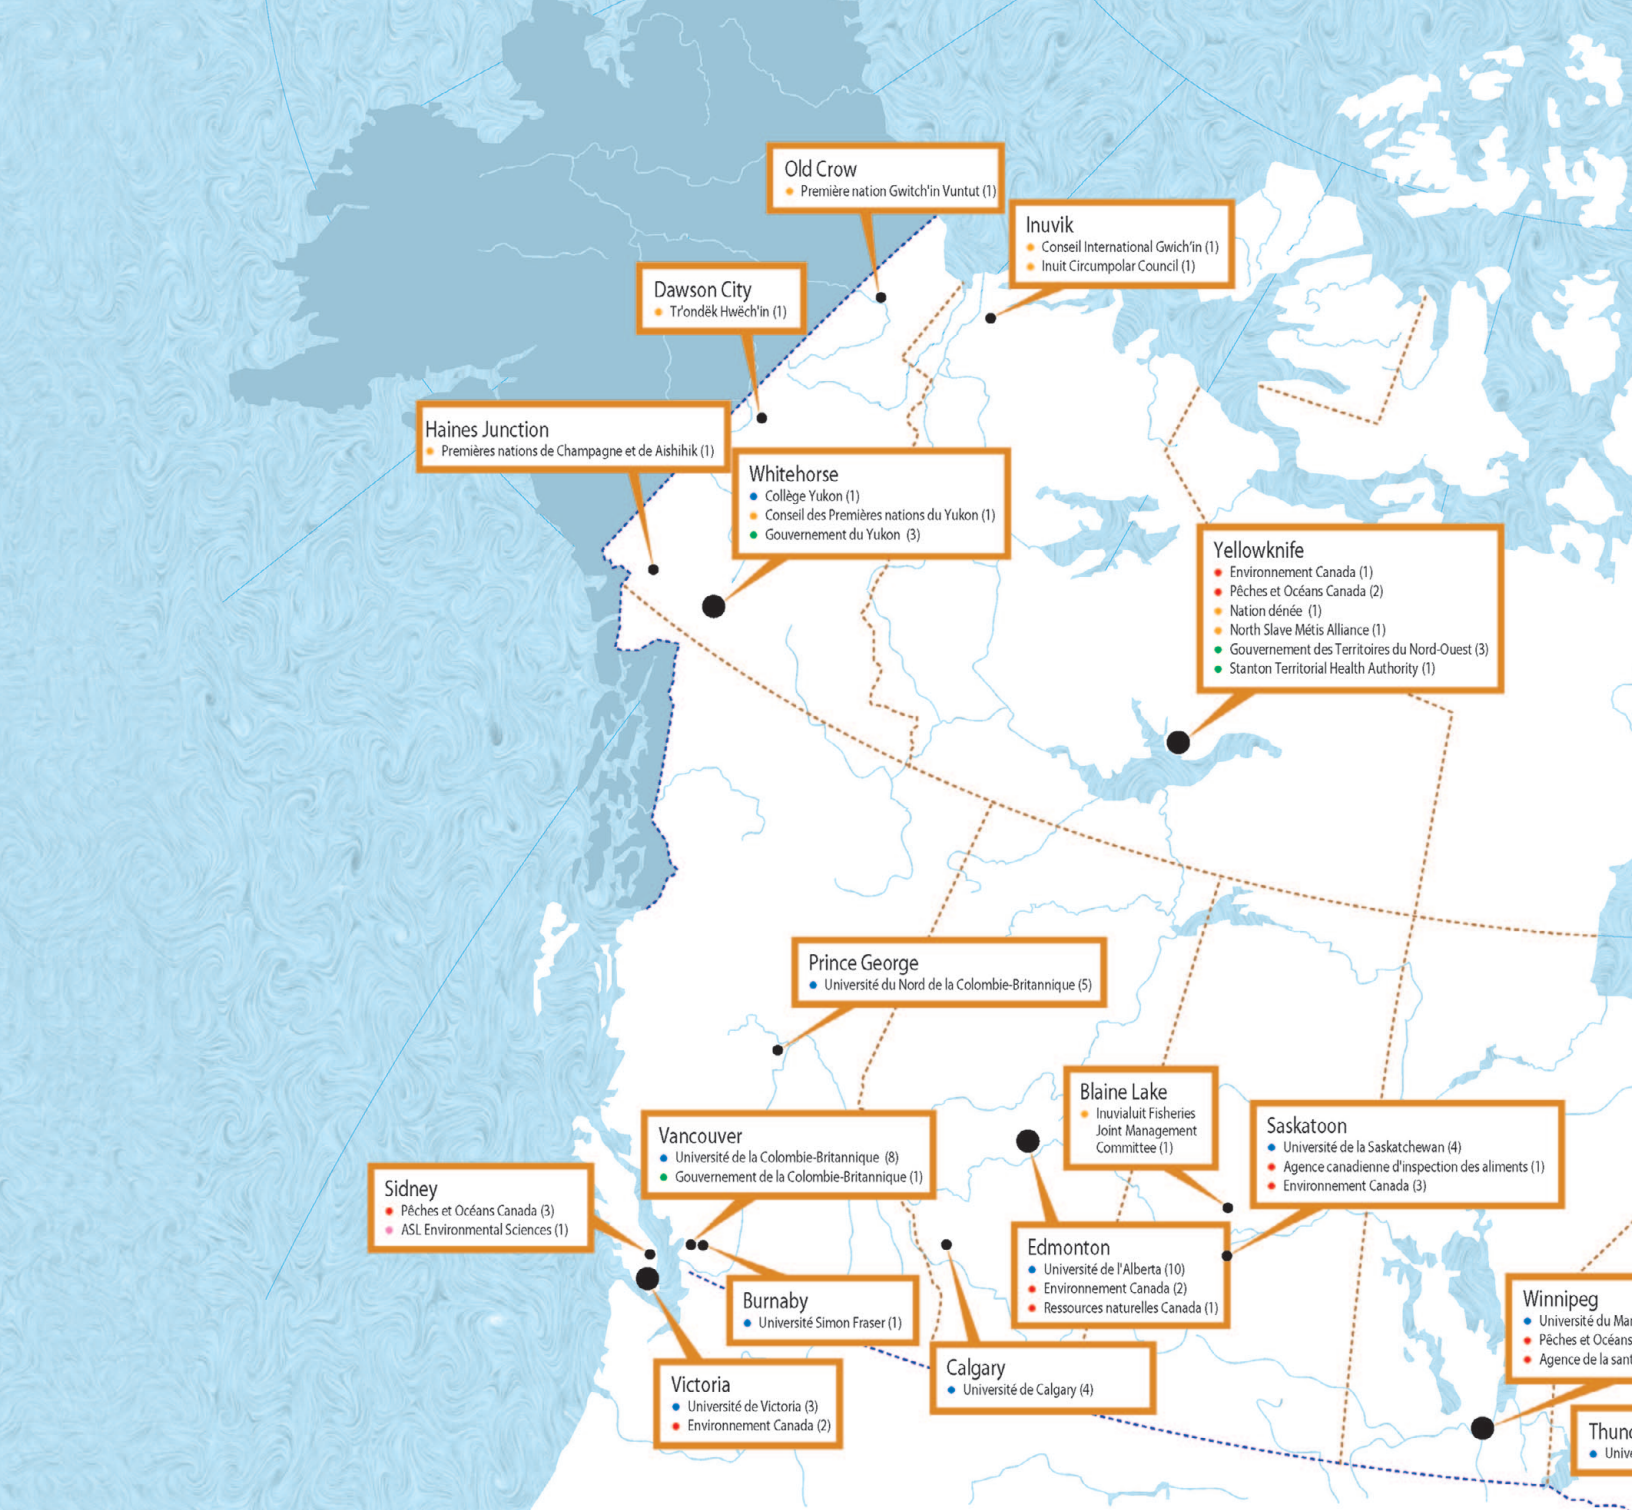 Old Crow
Première nation Gwitch'in Vuntut (1)
Inuvik
Conseil International Gwich'in (1)
Inuit Circumpolar Council (1)
Dawson City
Tr'ondëk Hwëch'in (1)
Haines Junction
Premières nations de Champagne et de Aishihik (1)
Whitehorse
Collège Yukon (1)
Conseil des Premières nations du Yukon (1)
Gouvernement du Yukon (3)
Yellowknife
Environnement Canada (1)
Pêches et Océans Canada (2)
Nation dénée (1)
North Slave Métis Alliance (1)
Gouvernement des Territoires du Nord-Ouest (3)
Stanton Territorial Health Authority (1)
Prince George
Université du Nord de la Colombie-Britannique (5)
Blaine Lake
Inuvialuit Fisheries
Joint Management
Committee (1)
Saskatoon
Université de la Saskatchewan (4)
Agence canadienne d'inspection des aliments (1)
Environnement Canada (3)
Vancouver
Université de la Colombie-Britannique (8)
Gouvernement de la Colombie-Britannique (1)
Sidney
Pêches et Océans Canada (3)
ASL Environmental Sciences (1)
Edmonton
Université de l'Alberta (10)
Environnement Canada (2)
Ressources naturelles Canada (1)
Burnaby
Université Simon Fraser (1)
Winnipeg
Université du
Pêches et Océans
Agence de la
Calgary
Université de Calgary (4)
Victoria
Université de Victoria (3)
Environnement Canada (2)